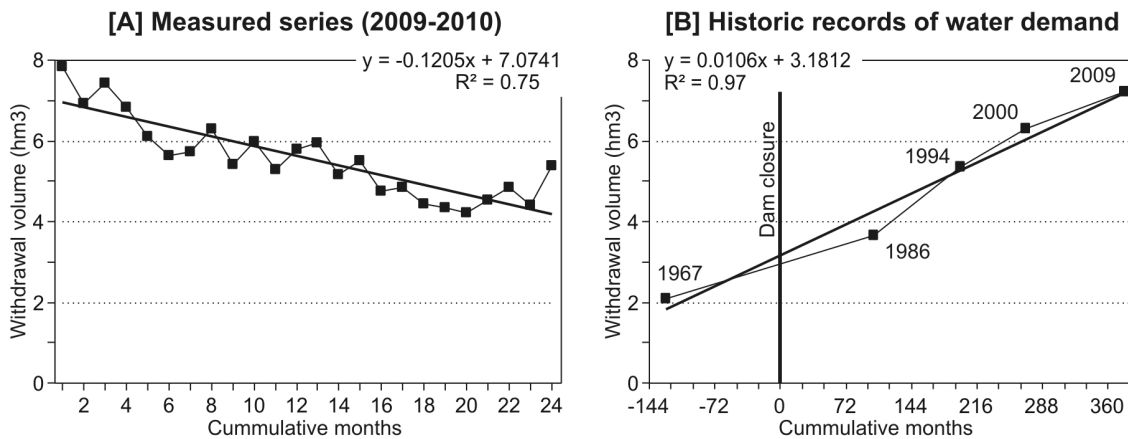 [A] Measured series (2009-2010)
y = -0.1205x + 7.0741
R² = 0.75
Withdrawal volume (hm3)
8
6
4
2
0
2 4 6 8 10 12 14 16 18 20 22 24
Cummulative months
[B] Historic records of water demand
y = 0.0106x + 3.1812
R² = 0.97
Withdrawal volume (hm3)
8
6
4
2
0
Dam closure
1967
1986
1994
2000
2009
-144 -72 0 72 144 216 288 360
Cummulative months